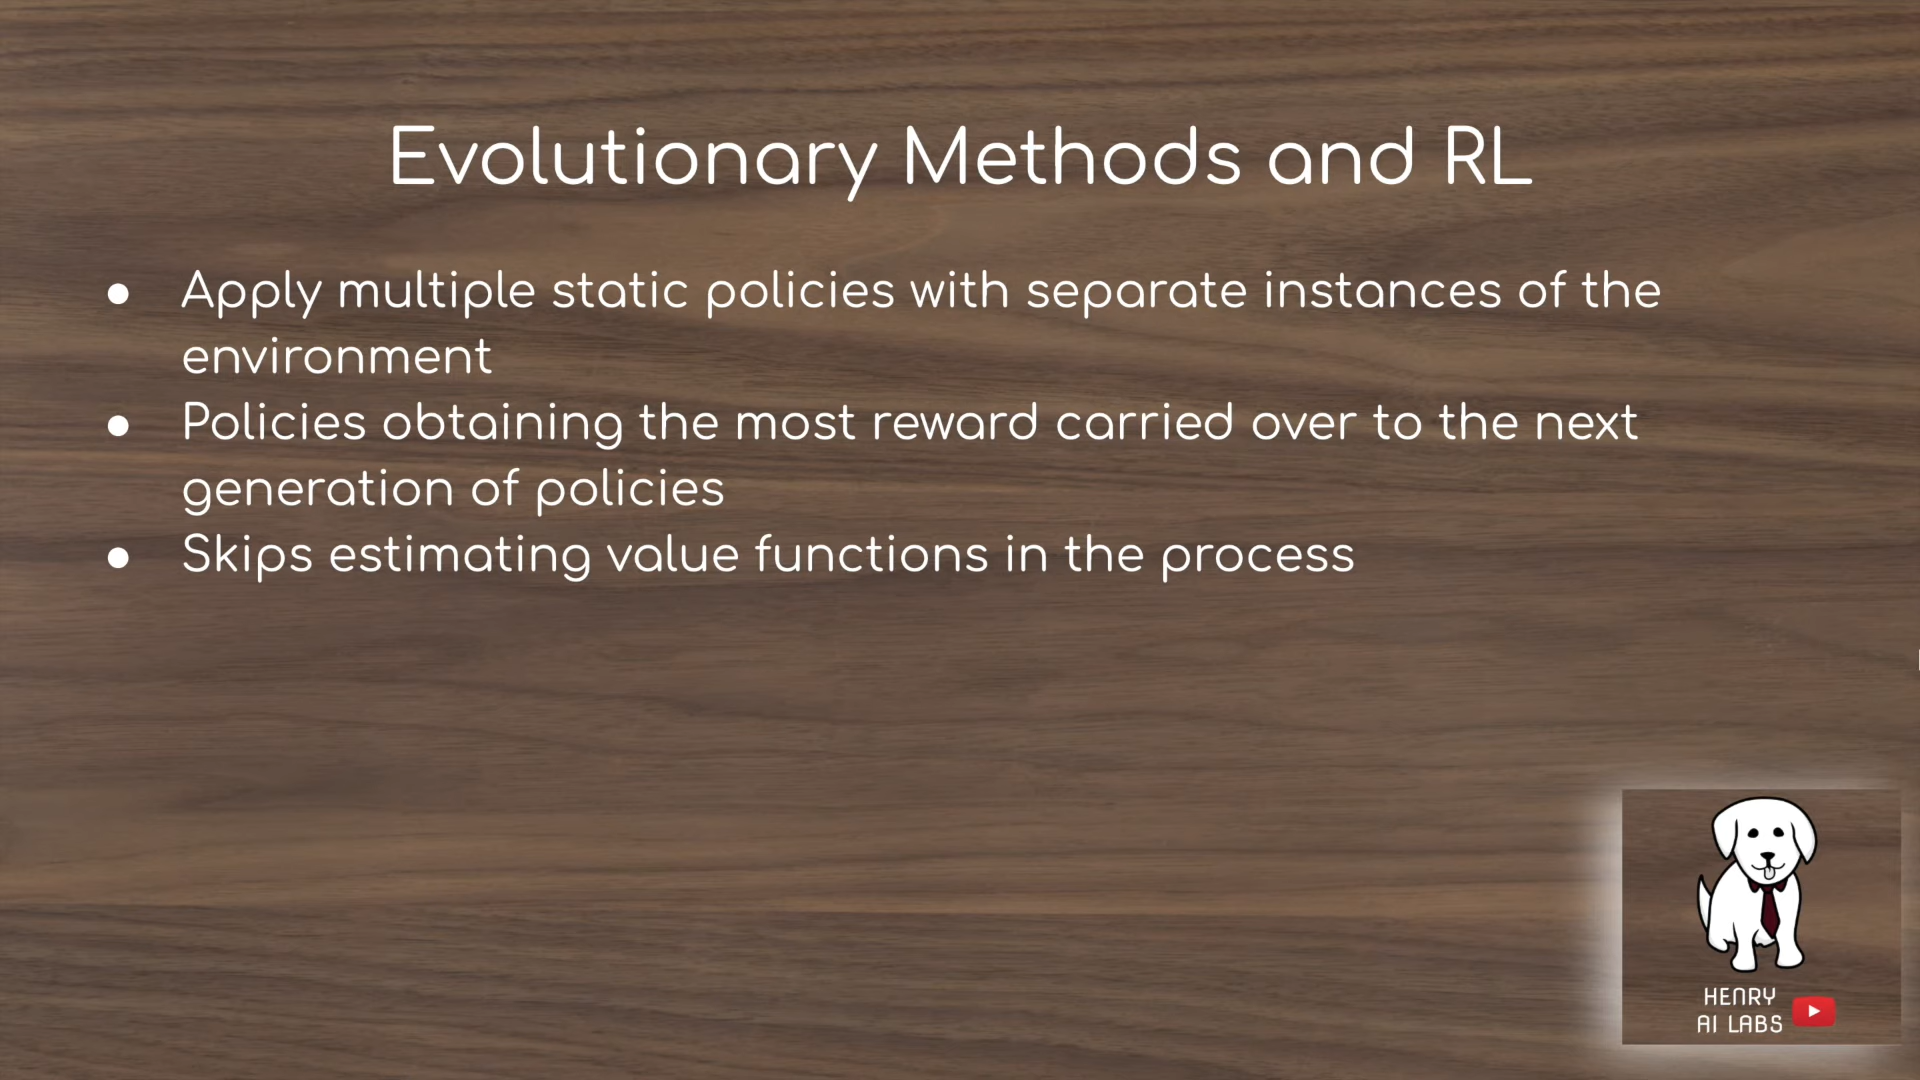 Evolutionary Methods and RL
● Apply multiple static policies with separate instances of the
environment
● Policies obtaining the most reward carried over to the next
generation of policies
● Skips estimating value functions in the process
HENRY
AI LABS